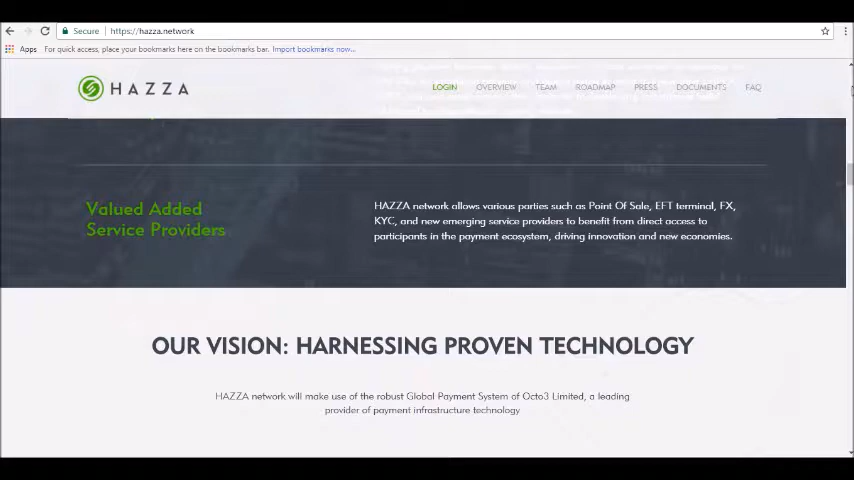 Secure https://hazza.network
Apps For quick access, place your bookmarks here on the bookmarks bar. Import bookmarks now...
HAZZA LOGIN OVERVIEW TEAM ROADMAP PRESS DOCUMENTS FAQ
Valued Added
Service Providers
HAZZA network allows various parties such as Point Of Sale, EFT terminal, FX,
KYC, and new emerging service providers to benefit from direct access to
participants in the payment ecosystem, driving innovation and new economies.
OUR VISION: HARNESSING PROVEN TECHNOLOGY
HAZZA network will make use of the robust Global Payment System of Octo3 Limited, a leading
provider of payment infrastructure technology